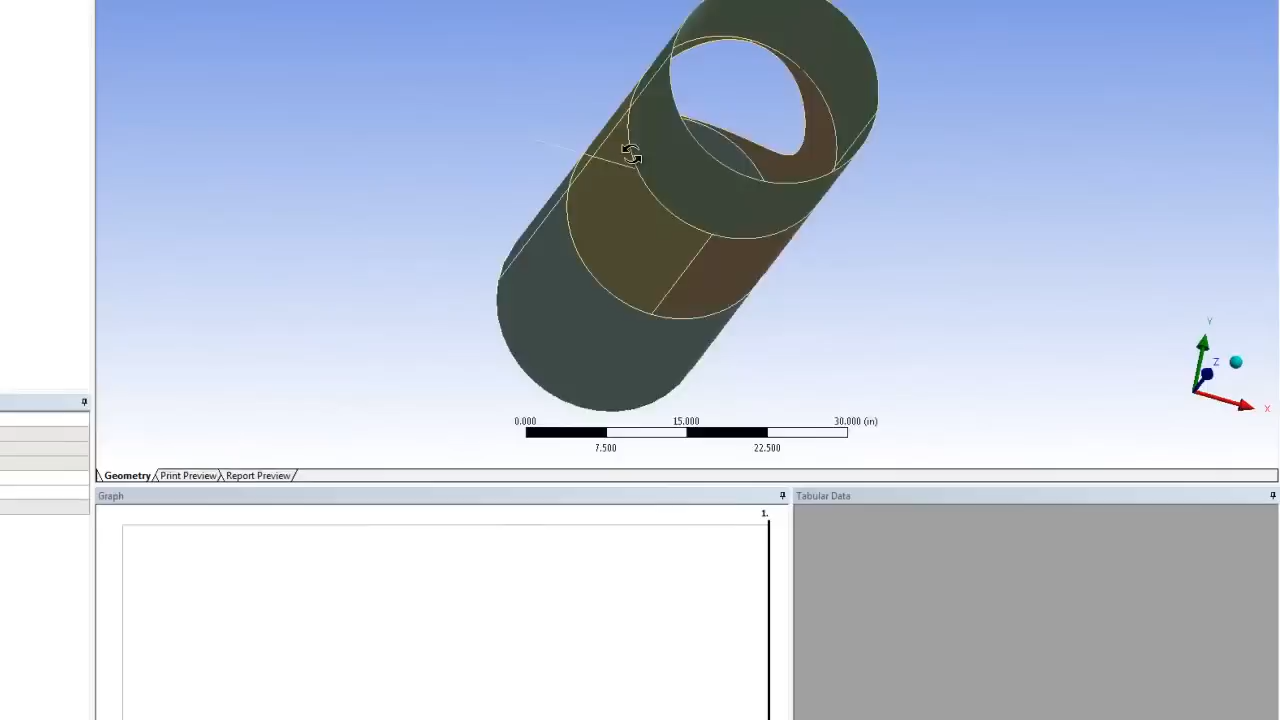 Y
Z
X
0.000 15.000 30.000 (in)
7.500 22.500
Geometry Print Preview Report Preview
Graph Tabular Data
1.